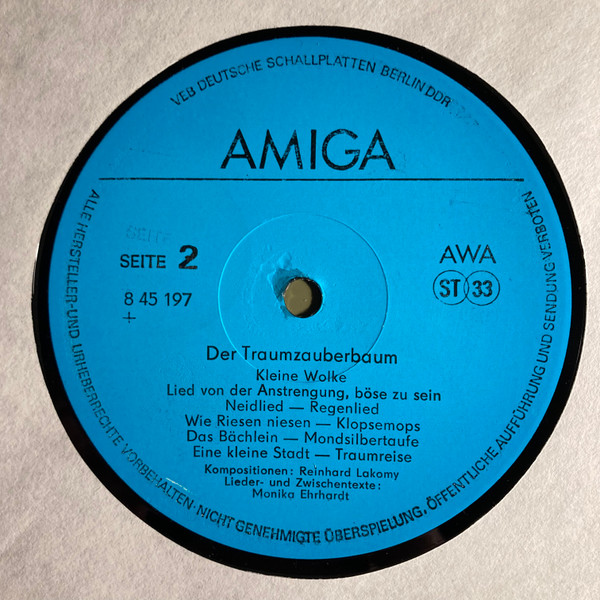 VEB DEUTSCHE SCHALLPLATTEN BERLIN DDR
AMIGA
SEITE
SEITE 2
AWA
8 45 197
ST 33
+
Der Traumzauberbaum
Kleine Wolke
Lied von der Anstrengung, böse zu sein
Neidlied — Regenlied
Wie Riesen niesen — Klopsemops
Das Bächlein — Mondsilbertaufe
Eine kleine Stadt — Traumreise
Kompositionen: Reinhard Lakomy
Lieder- und Zwischentexte:
Monika Ehrhardt
ALLE HERSTELLER-UND URHEBERRECHTE VORBEHALTEN·NICHT GENEHMIGTE ÜBERSPIELUNG, ÖFFENTLICHE AUFFÜHRUNG UND SENDUNG VERBOTEN